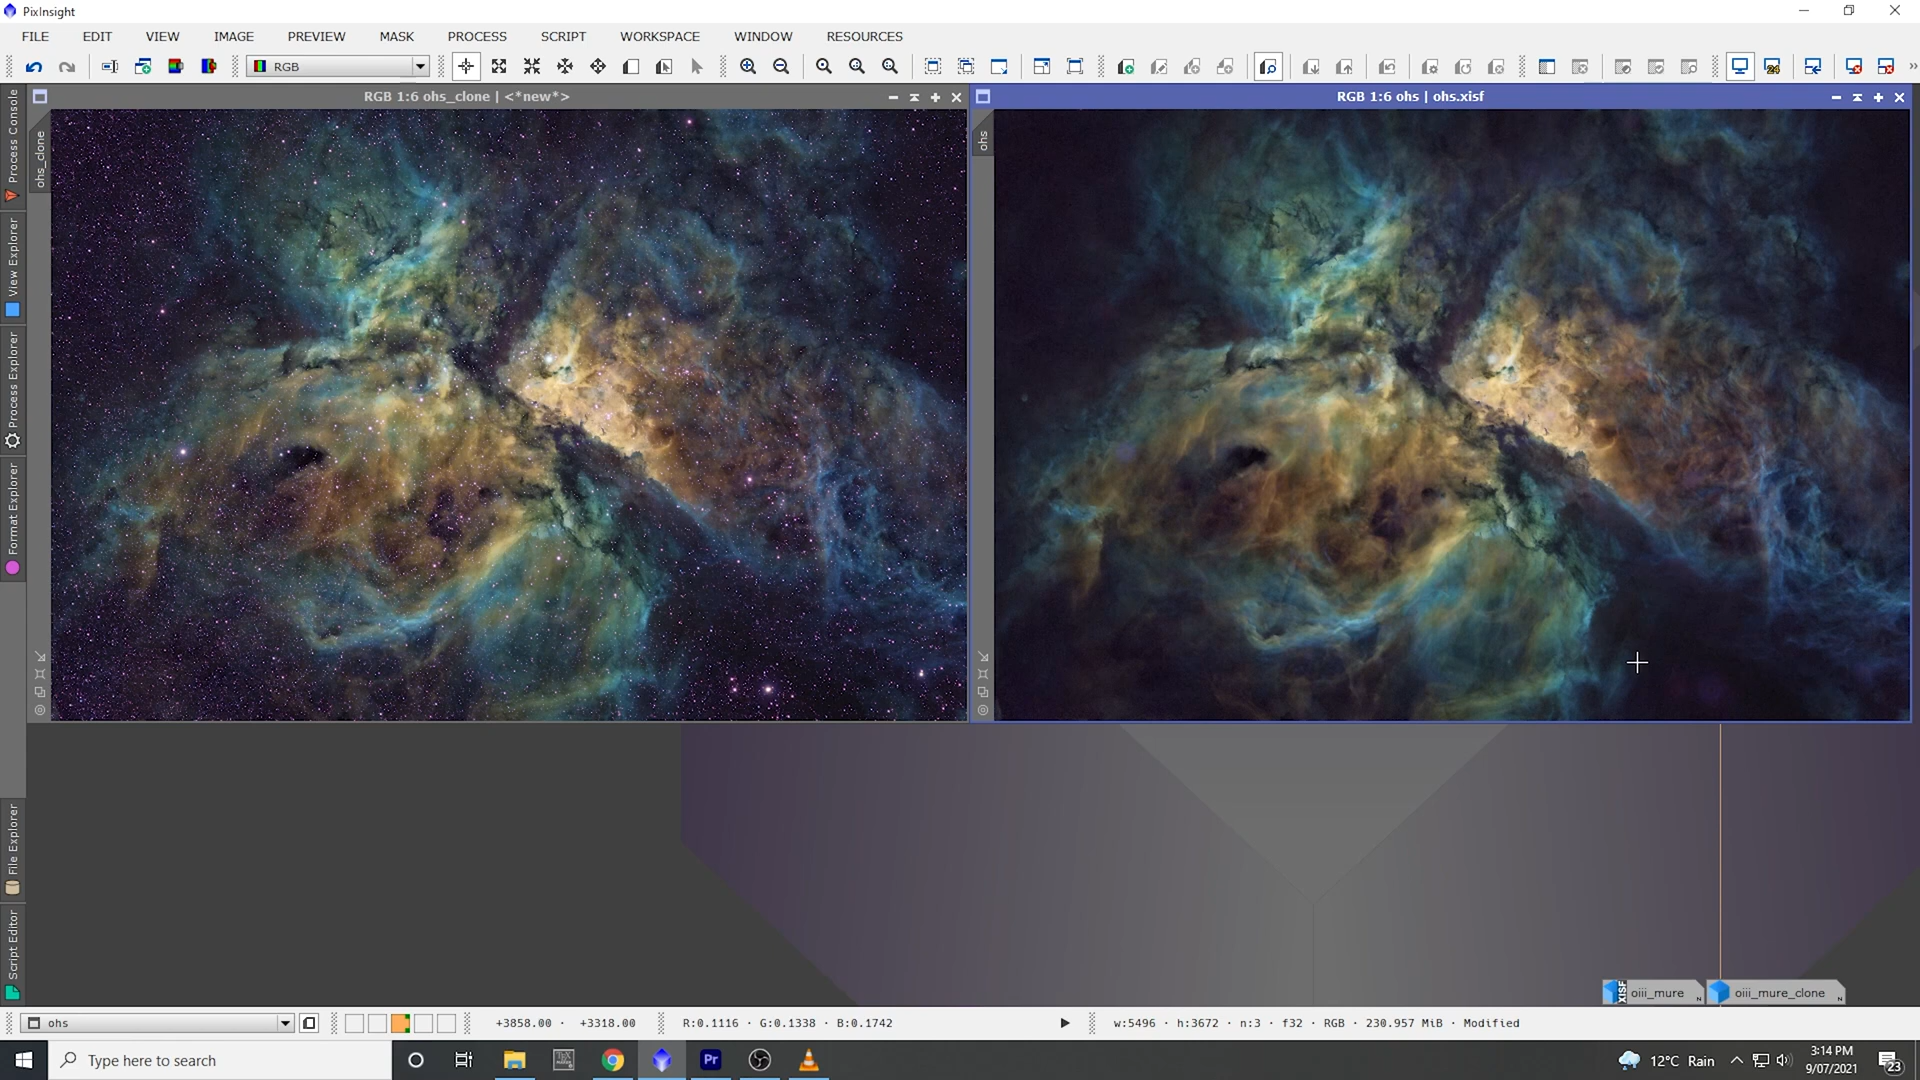 PixInsight
FILE EDIT VIEW IMAGE PREVIEW MASK PROCESS SCRIPT WORKSPACE WINDOW RESOURCES
RGB
24
RGB 1:6 ohs_clone | <*new*>
RGB 1:6 ohs | ohs.xisf
ohs_clone
ohs
Process Console
View Explorer
Process Explorer
Format Explorer
File Explorer
Script Editor
XISF
oiii_mure
N
oiii_mure_clone
N
ohs
+3858.00 · +3318.00
R:0.1116 · G:0.1338 · B:0.1742
w:5496 · h:3672 · n:3 · f32 · RGB · 230.957 MiB · Modified
Type here to search
Pr
12°C Rain
3:14 PM
9/07/2021
23